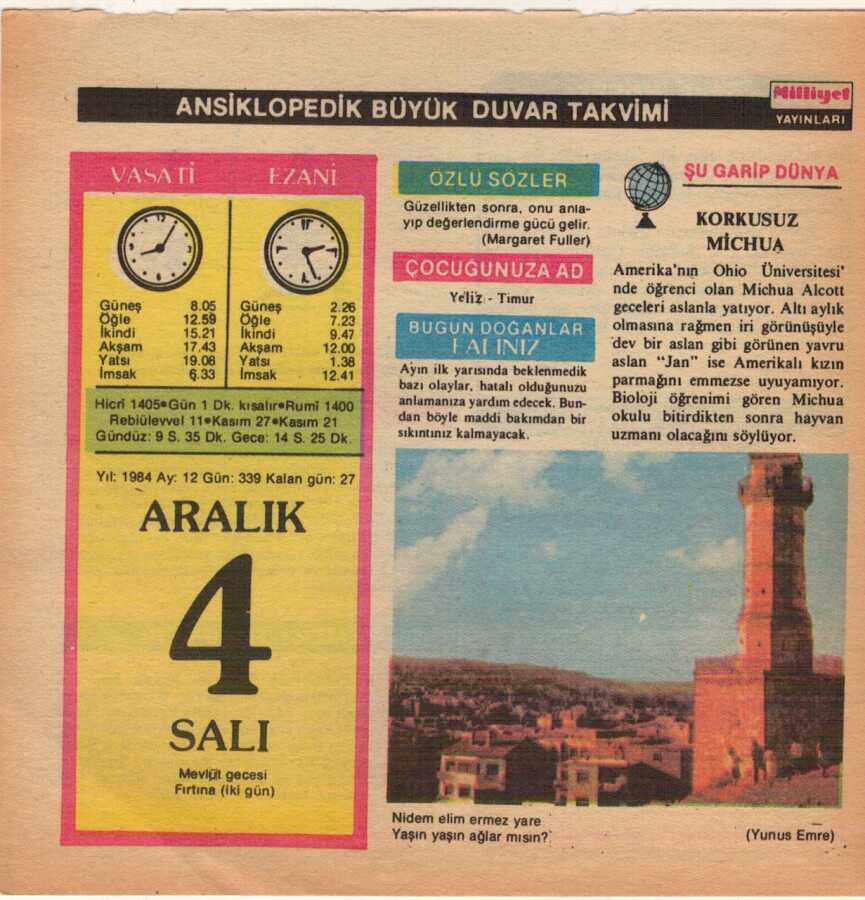 ANSİKLOPEDİK BÜYÜK DUVAR TAKVİMİ
Milliyet
YAYINLARI
VASATİ EZANİ
Güneş 8.05
Öğle 12.59
İkindi 15.21
Akşam 17.43
Yatsı 19.08
İmsak 6.33
Güneş 2.26
Öğle 7.23
İkindi 9.47
Akşam 12.00
Yatsı 1.38
İmsak 12.41
Hicrî 1405•Gün 1 Dk. kısalır•Rumî 1400
Rebiülevvel 11•Kasım 27•Kasım 21
Gündüz: 9 S. 35 Dk. Gece: 14 S. 25 Dk.
Yıl: 1984 Ay: 12 Gün: 339 Kalan gün: 27
ARALIK
4
SALI
Mevlût gecesi
Fırtına (iki gün)
ÖZLÜ SÖZLER
Güzellikten sonra, onu anla-
yıp değerlendirme gücü gelir.
(Margaret Fuller)
ÇOCUĞUNUZA AD
Yeliz - Timur
BUGÜN DOĞANLAR
FALINIZ
Ayın ilk yarısında beklenmedik
bazı olaylar, hatalı olduğunuzu
anlamanıza yardım edecek. Bun-
dan böyle maddi bakımdan bir
sıkıntınız kalmayacak.
ŞU GARİP DÜNYA
KORKUSUZ
MİCHUA
Amerika'nın Ohio Üniversitesi'
nde öğrenci olan Michua Alcott
geceleri aslanla yatıyor. Altı aylık
olmasına rağmen iri görünüşüyle
dev bir aslan gibi görünen yavru
aslan “Jan” ise Amerikalı kızın
parmağını emmezse uyuyamıyor.
Bioloji öğrenimi gören Michua
okulu bitirdikten sonra hayvan
uzmanı olacağını söylüyor.
Nidem elim ermez yare
Yaşın yaşın ağlar mısın?
(Yunus Emre)